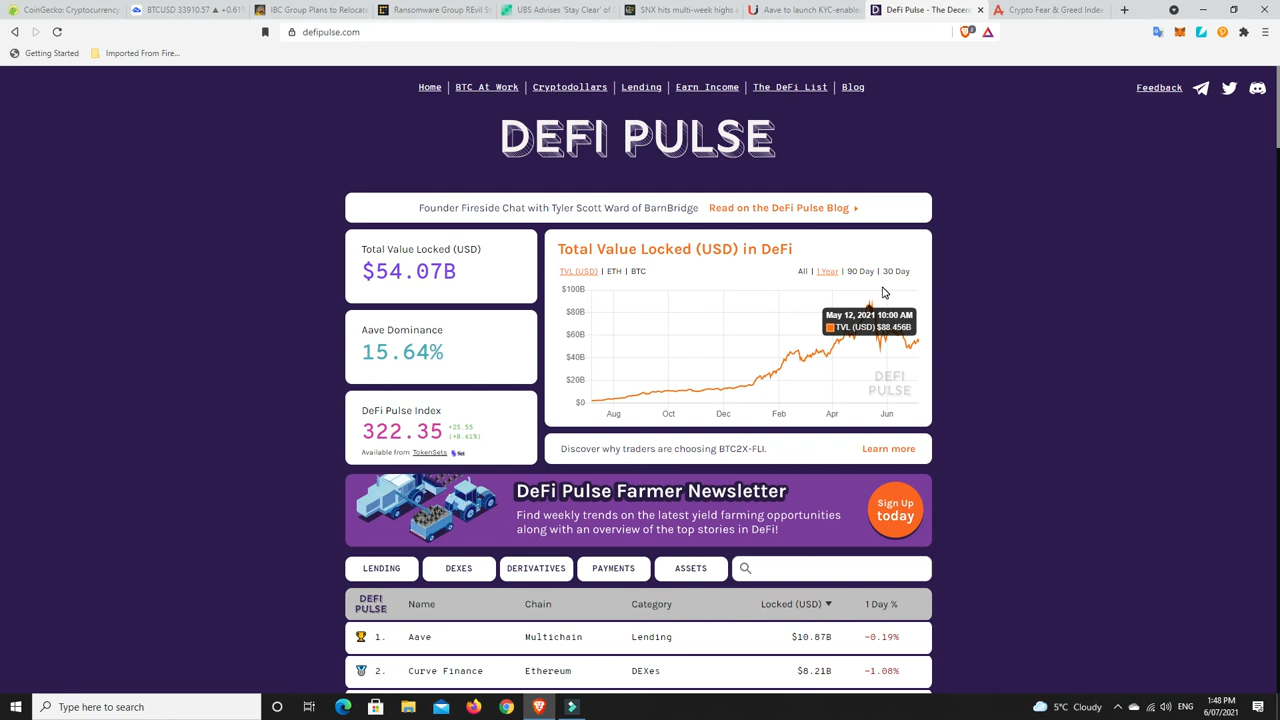 CoinGecko: Cryptocurrenc
BTCUSD 33910.57 ▲ +0.61%
IBC Group Plans to Relocate
Ransomware Group REvil S
UBS Advises 'Stay Clear' of
SNX hits multi-week highs
Aave to launch KYC-enable
DeFi Pulse - The Decen
Crypto Fear & Greed Index
defipulse.com
2
Getting Started
Imported From Fire...
Home | BTC At Work | Cryptodollars | Lending | Earn Income | The DeFi List | Blog
Feedback
DEFI PULSE
Founder Fireside Chat with Tyler Scott Ward of BarnBridge Read on the DeFi Pulse Blog
Total Value Locked (USD)
$54.07B
Aave Dominance
15.64%
DeFi Pulse Index
322.35
+25.55
(+8.61%)
Available from TokenSets Set
Total Value Locked (USD) in DeFi
TVL (USD) | ETH | BTC
All | 1 Year | 90 Day | 30 Day
$100B
$80B
$60B
$40B
$20B
$0
May 12, 2021 10:00 AM
TVL (USD) $88.456B
DEFI
PULSE
Aug Oct Dec Feb Apr Jun
Discover why traders are choosing BTC2X-FLI. Learn more
DeFi Pulse Farmer Newsletter
Find weekly trends on the latest yield farming opportunities
along with an overview of the top stories in DeFi!
Sign Up
today
LENDING DEXES DERIVATIVES PAYMENTS ASSETS
DEFI
PULSE
Name Chain Category Locked (USD) ▼ 1 Day %
1. Aave Multichain Lending $10.87B -0.19%
2. Curve Finance Ethereum DEXes $8.21B -1.08%
Type here to search
5°C Cloudy
ENG
1:48 PM
6/07/2021